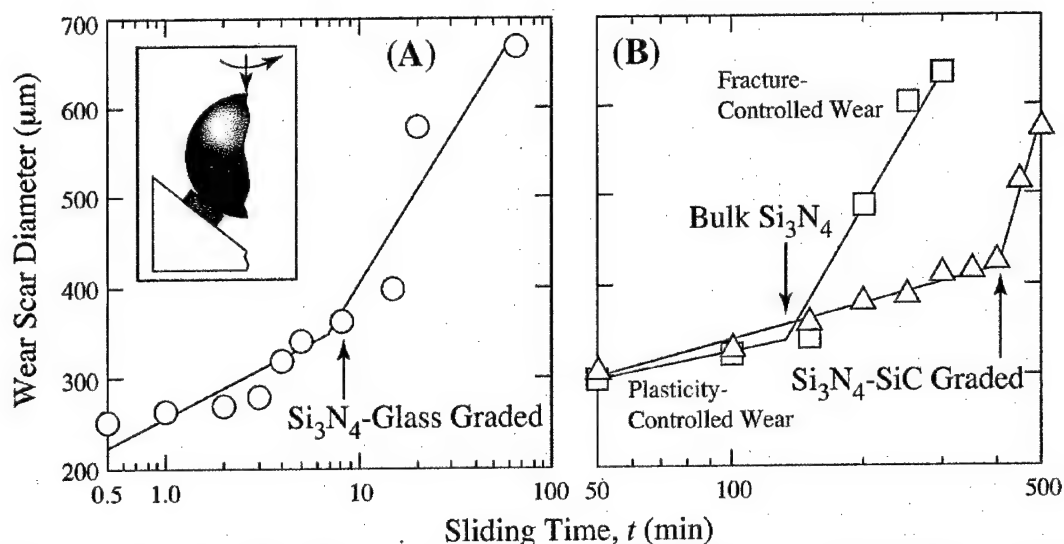 700
600
500
400
300
200
Wear Scar Diameter (μm)
(A)
Si₃N₄-Glass Graded
0.5
1.0
10
100
(B)
Fracture-
Controlled Wear
Bulk Si₃N₄
Si₃N₄-SiC Graded
Plasticity-
Controlled Wear
50
100
500
Sliding Time, t (min)